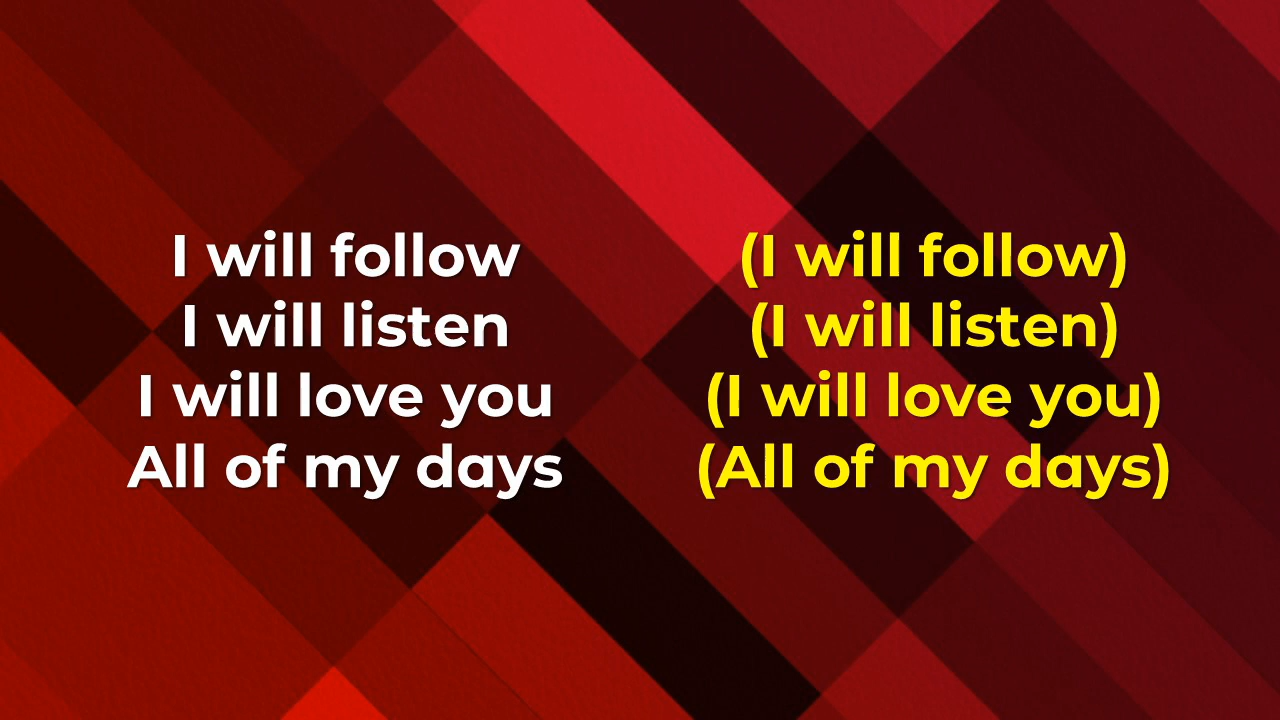 I will follow
I will listen
I will love you
All of my days
(I will follow)
(I will listen)
(I will love you)
(All of my days)